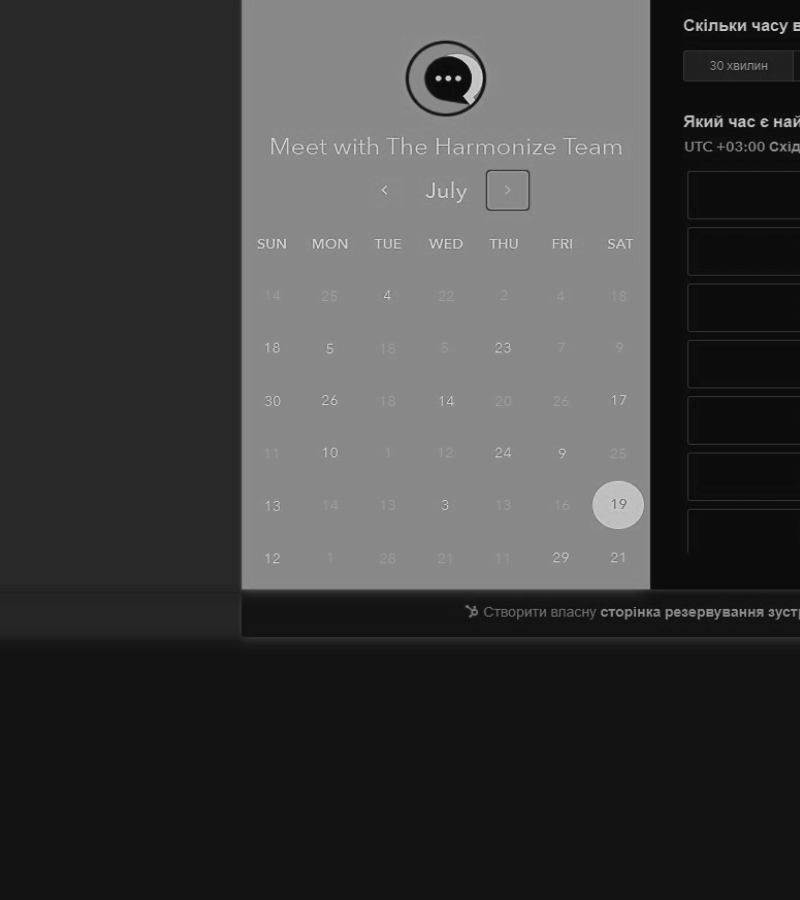 Meet with The Harmonize Team
July
SUN MON TUE WED THU FRI SAT
14 25 4 22 2 4 18
18 5 18 5 23 7 9
30 26 18 14 20 26 17
11 10 1 12 24 9 25
13 14 13 3 13 16 19
12 1 28 21 11 29 21
Скільки часу в
30 хвилин
Який час є най
UTC +03:00 Схід
Створити власну сторінка резервування зуст